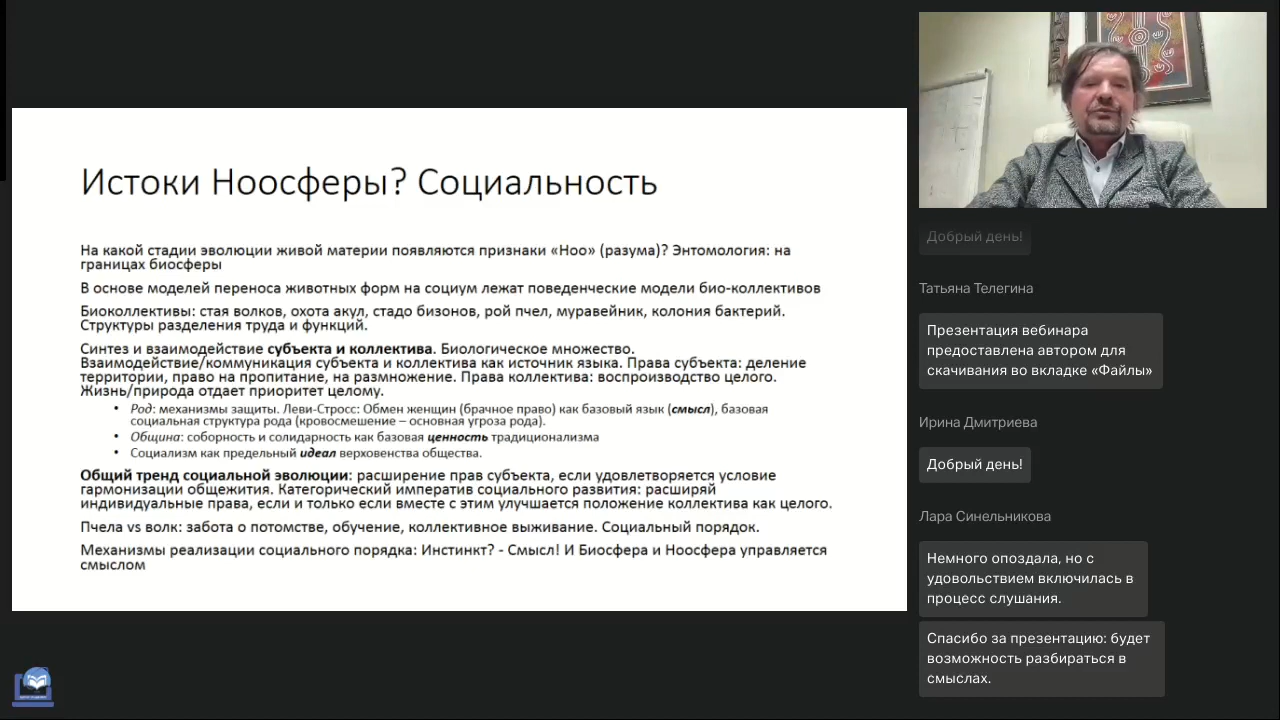 Истоки Ноосферы? Социальность
На какой стадии эволюции живой материи появляются признаки «Ноо» (разума)? Энтомология: на
границах биосферы
В основе моделей переноса животных форм на социум лежат поведенческие модели био-коллективов
Биоколлективы: стая волков, охота акул, стадо бизонов, рой пчел, муравейник, колония бактерий.
Структуры разделения труда и функций.
Синтез и взаимодействие субъекта и коллектива. Биологическое множество.
Взаимодействие/коммуникация субъекта и коллектива как источник языка. Права субъекта: деление
территории, право на пропитание, на размножение. Права коллектива: воспроизводство целого.
Жизнь/природа отдает приоритет целому.
• Род: механизмы защиты. Леви-Стросс: Обмен женщин (брачное право) как базовый язык (смысл), базовая
социальная структура рода (кровосмешение – основная угроза рода).
• Община: соборность и солидарность как базовая ценность традиционализма
• Социализм как предельный идеал верховенства общества.
Общий тренд социальной эволюции: расширение прав субъекта, если удовлетворяется условие
гармонизации общежития. Категорический императив социального развития: расширяй
индивидуальные права, если и только если вместе с этим улучшается положение коллектива как целого.
Пчела vs волк: забота о потомстве, обучение, коллективное выживание. Социальный порядок.
Механизмы реализации социального порядка: Инстинкт? - Смысл! И Биосфера и Ноосфера управляется
смыслом
Добрый день!
Татьяна Телегина
Презентация вебинара
предоставлена автором для
скачивания во вкладке «Файлы»
Ирина Дмитриева
Добрый день!
Лара Синельникова
Немного опоздала, но с
удовольствием включилась в
процесс слушания.
Спасибо за презентацию: будет
возможность разбираться в
смыслах.